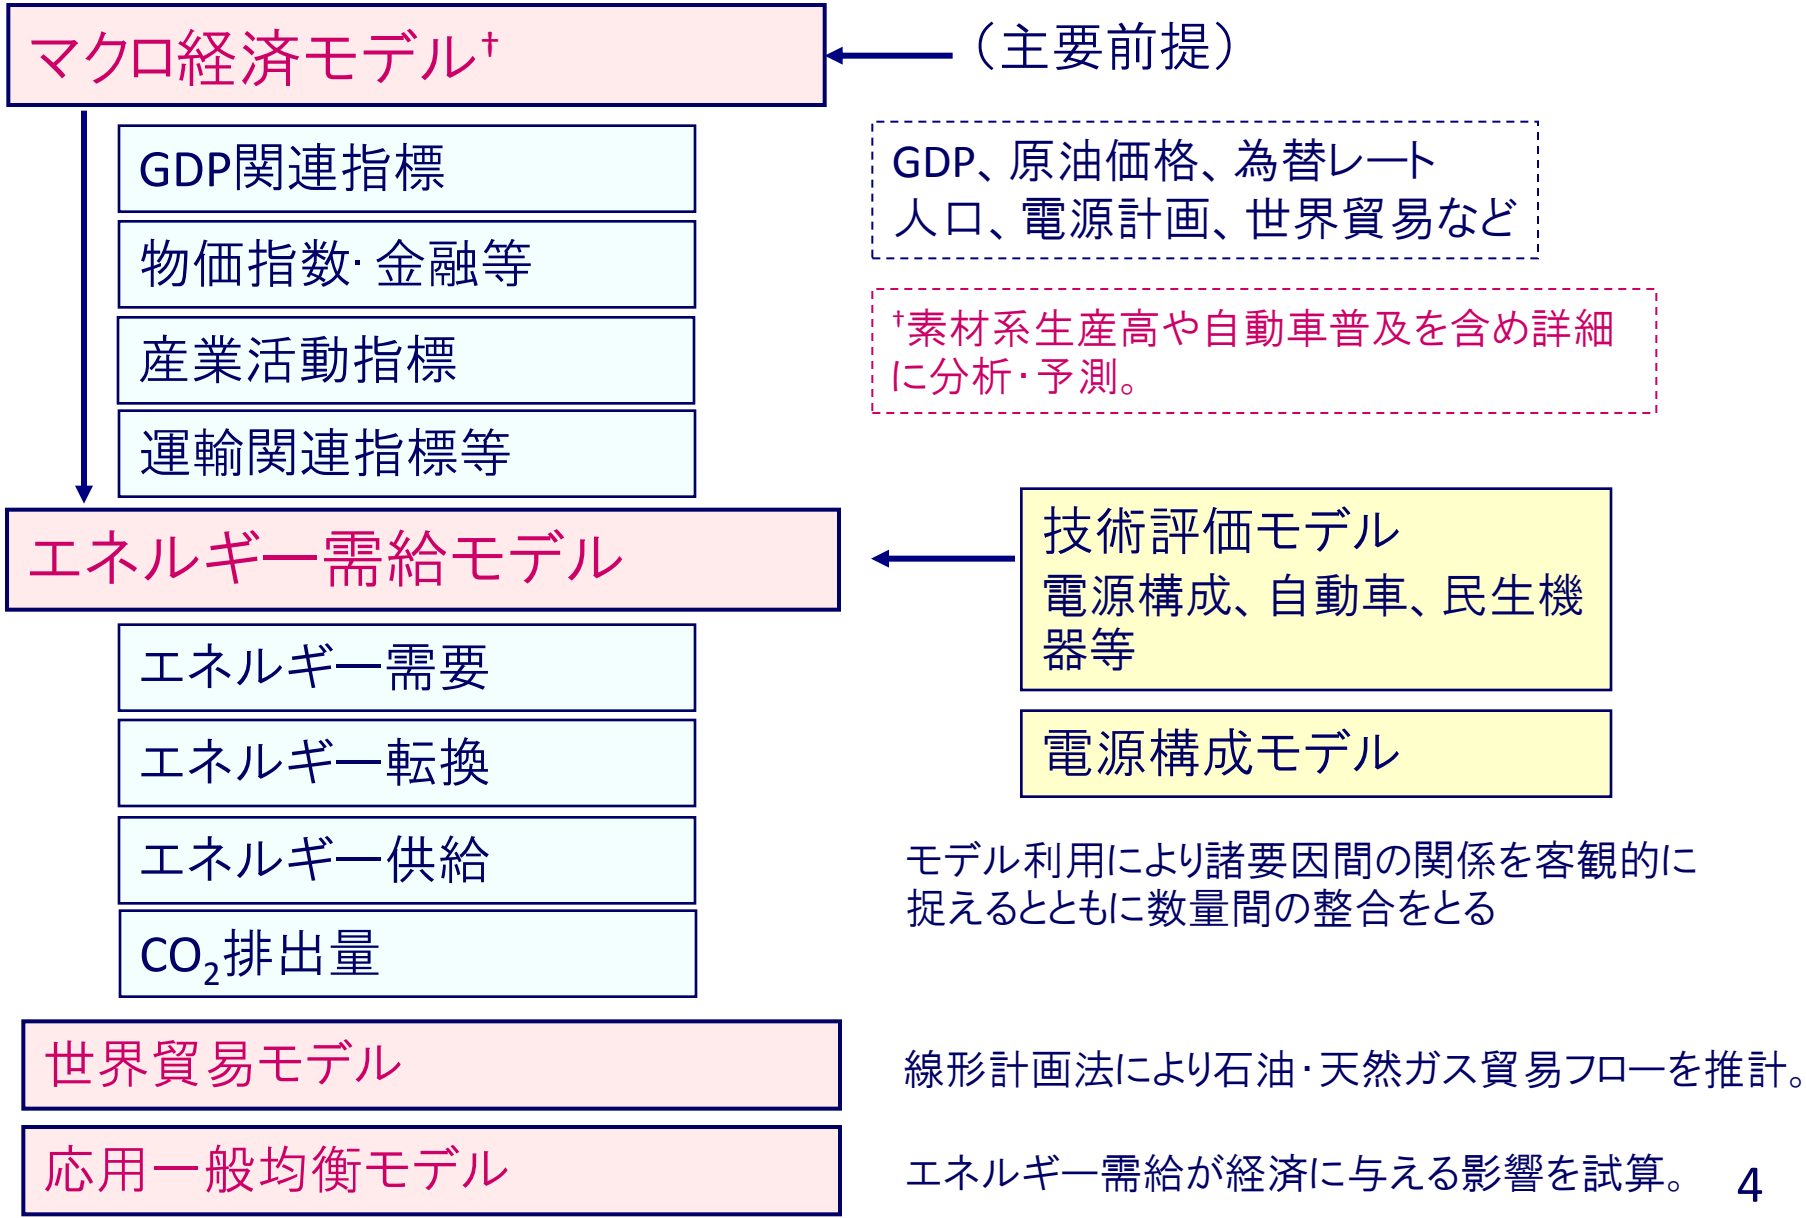 マクロ経済モデル†
（主要前提）
GDP関連指標
物価指数・金融等
産業活動指標
運輸関連指標等
GDP、原油価格、為替レート
人口、電源計画、世界貿易など
†素材系生産高や自動車普及を含め詳細
に分析・予測。
エネルギー需給モデル
技術評価モデル
電源構成、自動車、民生機
器等
エネルギー需要
エネルギー転換
エネルギー供給
CO₂排出量
電源構成モデル
モデル利用により諸要因間の関係を客観的に
捉えるとともに数量間の整合をとる
世界貿易モデル
線形計画法により石油・天然ガス貿易フローを推計。
応用一般均衡モデル
エネルギー需給が経済に与える影響を試算。
4